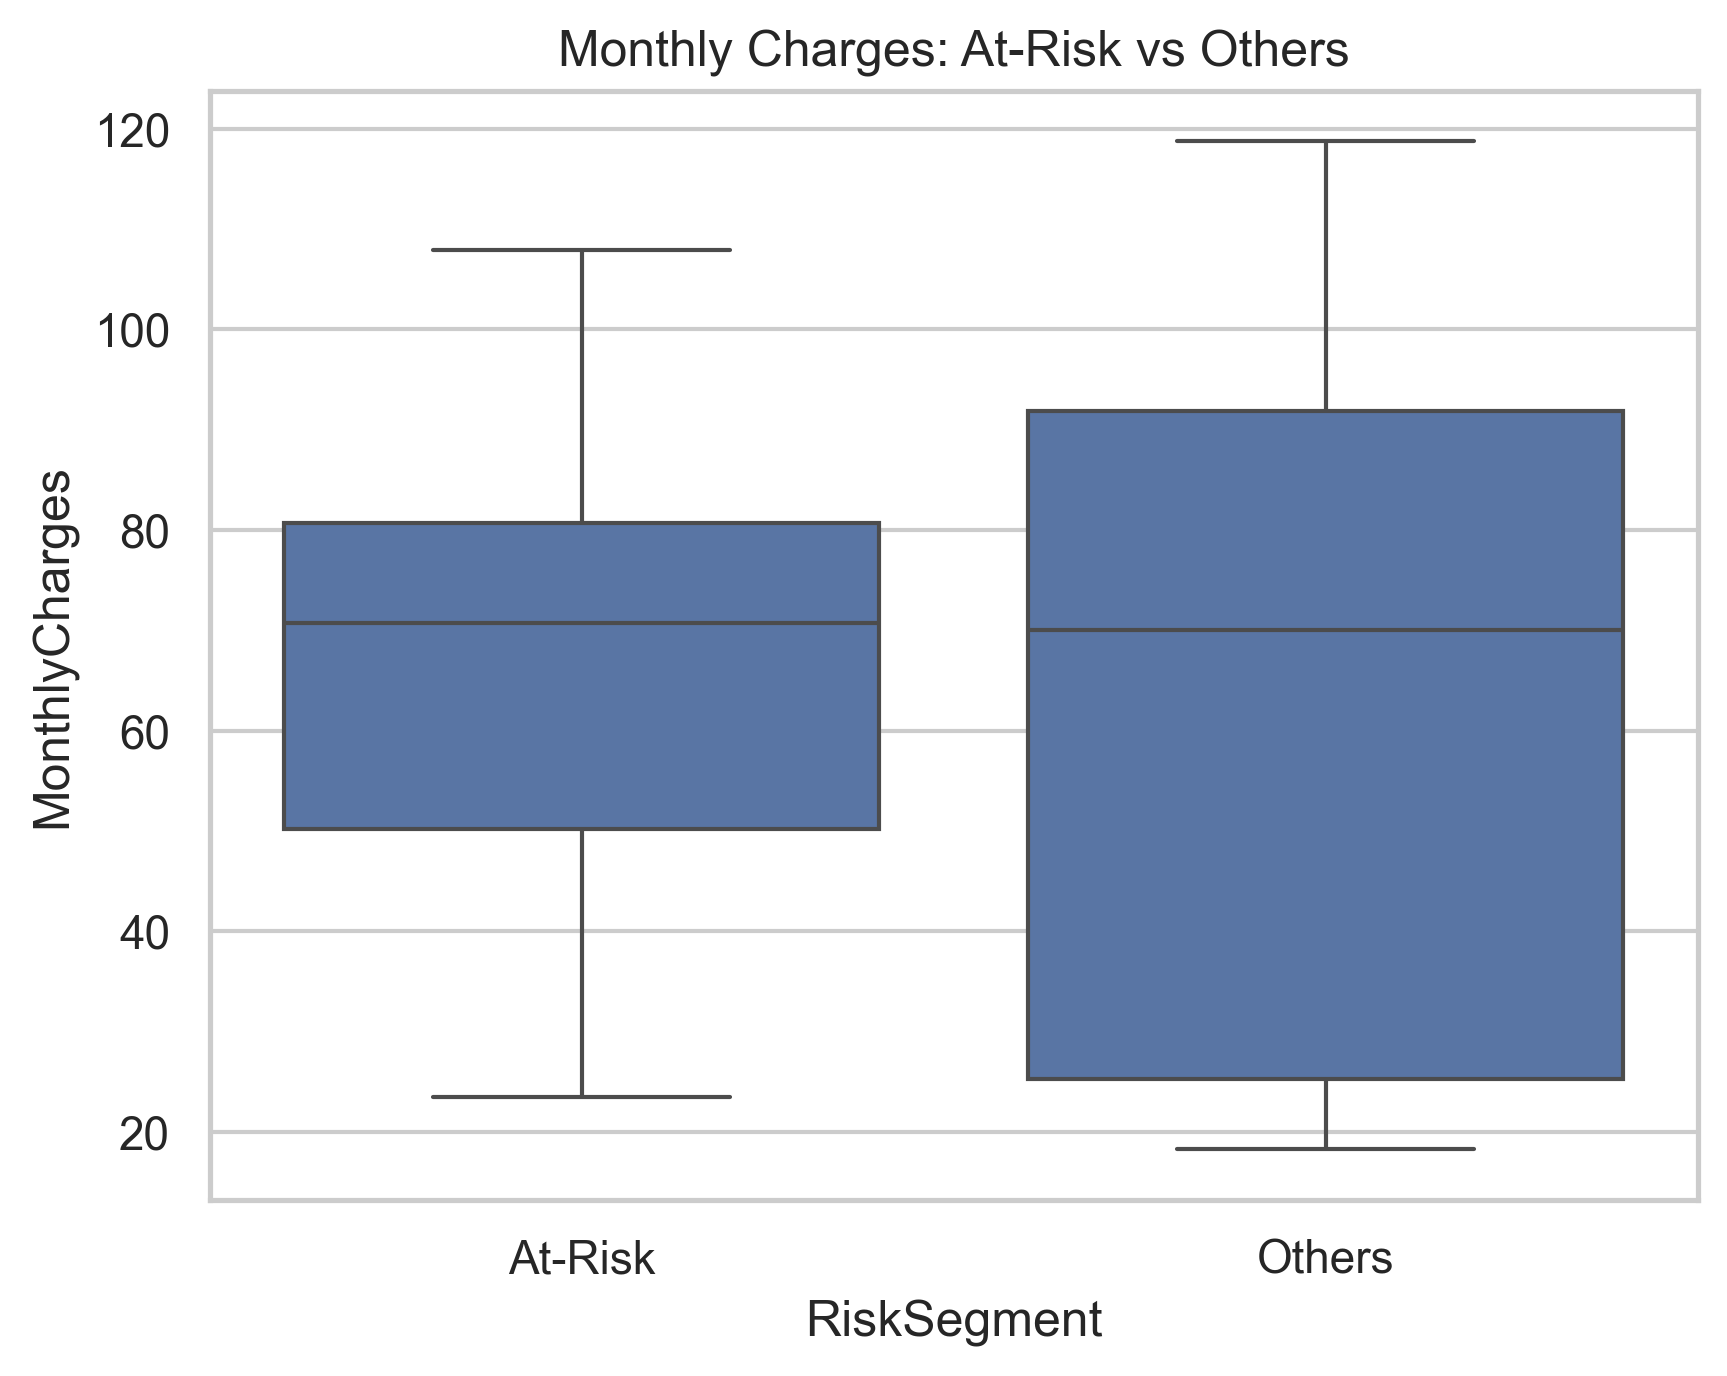 Monthly Charges: At-Risk vs Others
120
100
80
60
40
20
MonthlyCharges
At-Risk
Others
RiskSegment